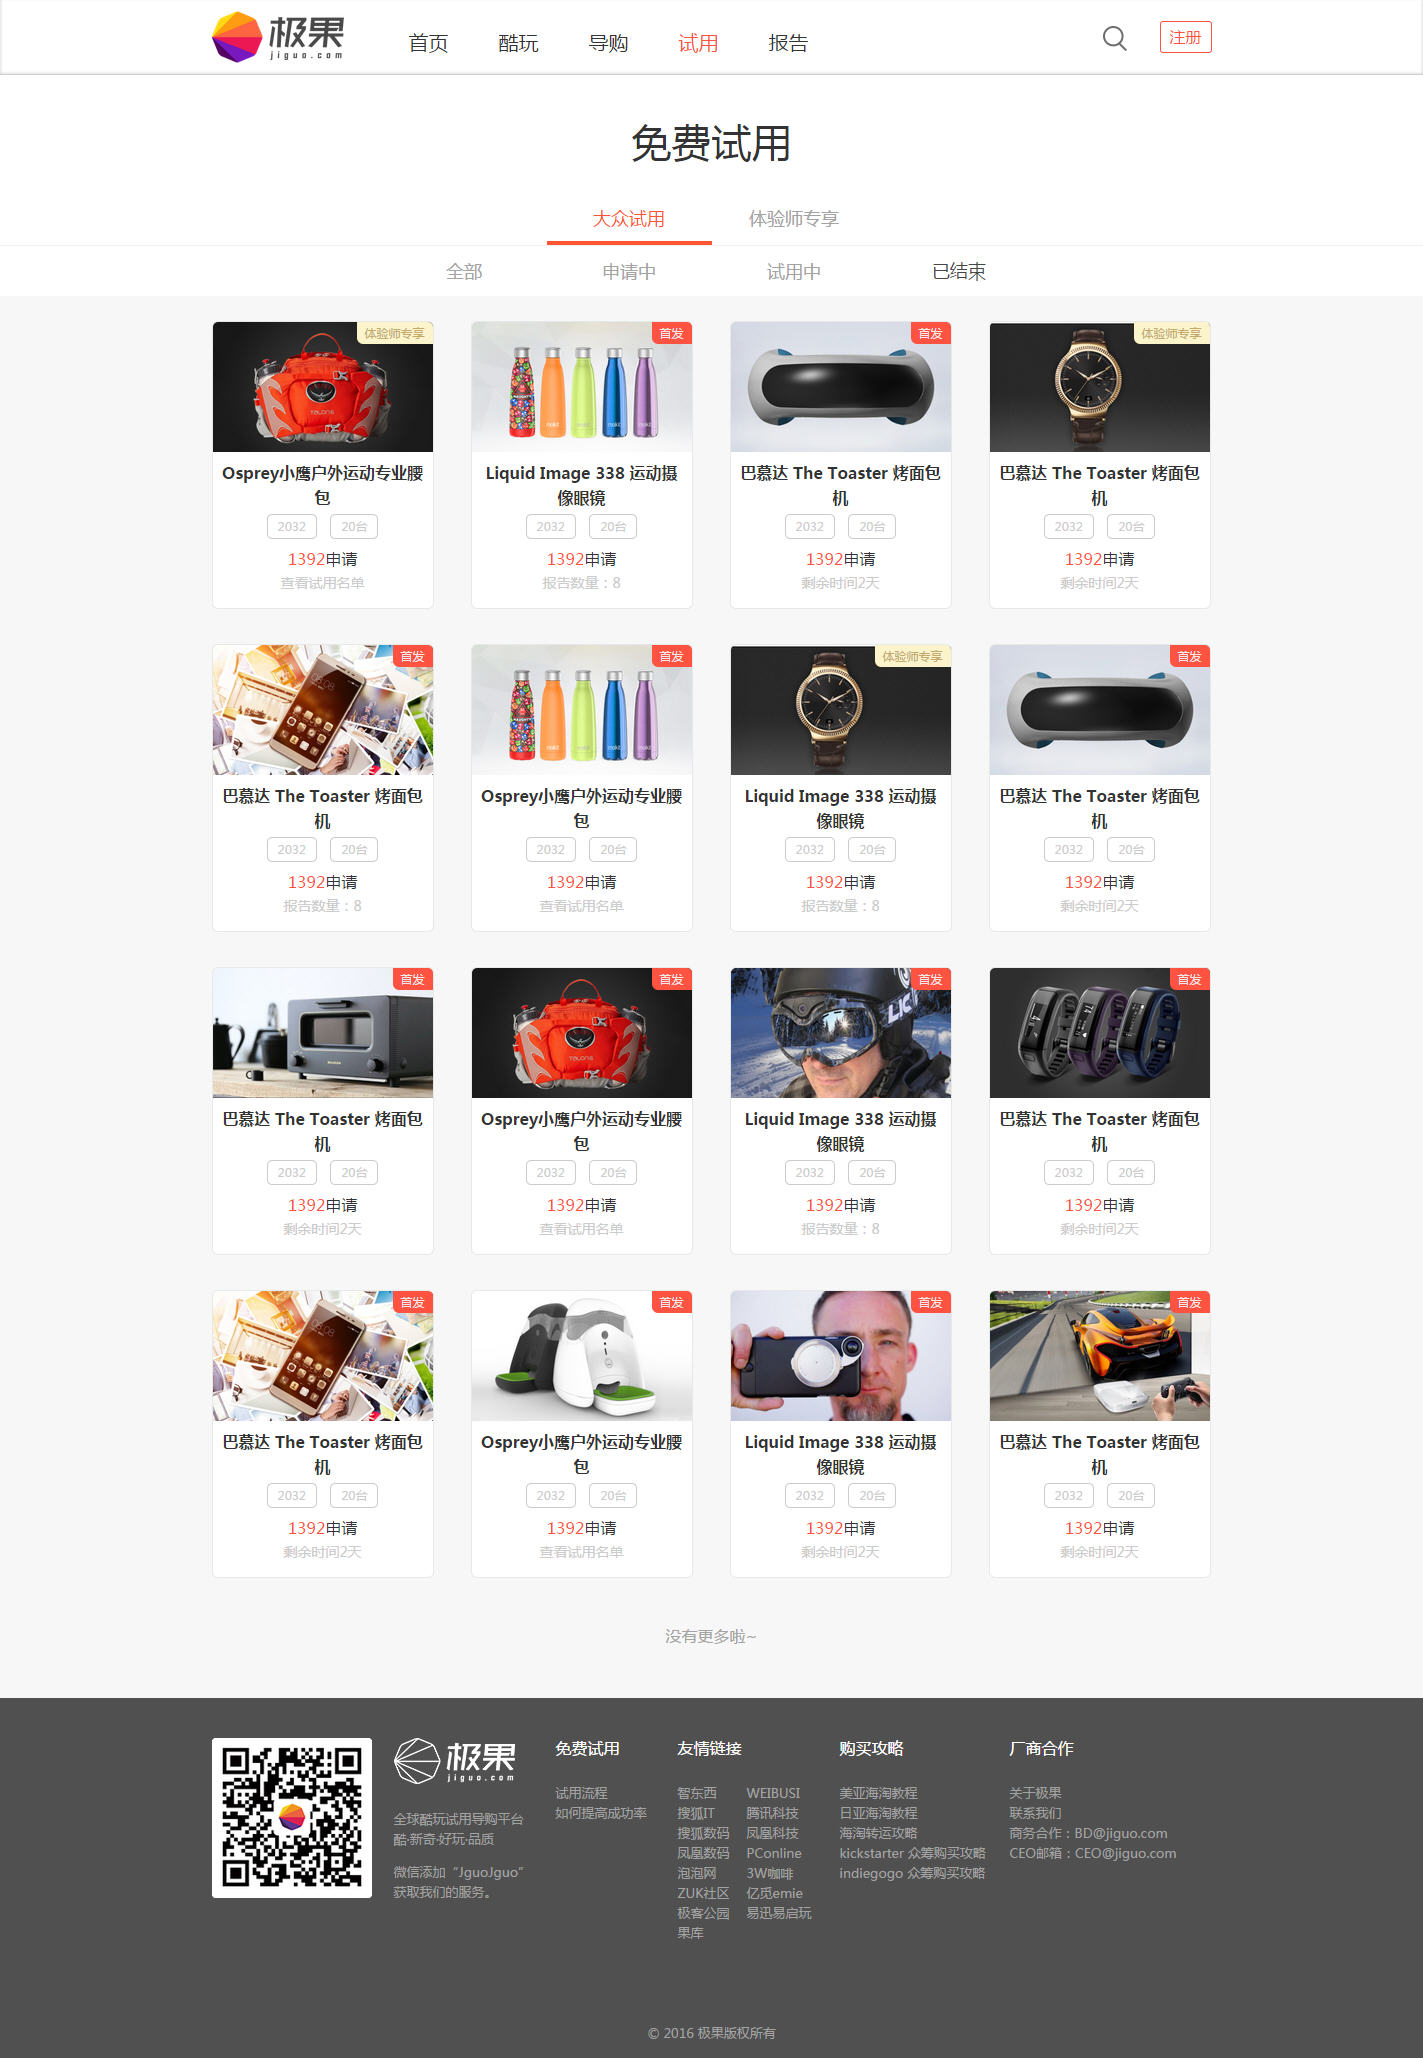 极果
jiguo.com
首页 酷玩 导购 试用 报告
注册
免费试用
大众试用 体验师专享
全部 申请中 试用中 已结束
体验师专享
Osprey小鹰户外运动专业腰
包
2032 20台
1392申请
查看试用名单
首发
Liquid Image 338 运动摄
像眼镜
2032 20台
1392申请
报告数量：8
首发
巴慕达 The Toaster 烤面包
机
2032 20台
1392申请
剩余时间2天
体验师专享
巴慕达 The Toaster 烤面包
机
2032 20台
1392申请
剩余时间2天
首发
巴慕达 The Toaster 烤面包
机
2032 20台
1392申请
报告数量：8
首发
Osprey小鹰户外运动专业腰
包
2032 20台
1392申请
查看试用名单
体验师专享
Liquid Image 338 运动摄
像眼镜
2032 20台
1392申请
报告数量：8
首发
巴慕达 The Toaster 烤面包
机
2032 20台
1392申请
剩余时间2天
首发
巴慕达 The Toaster 烤面包
机
2032 20台
1392申请
剩余时间2天
首发
Osprey小鹰户外运动专业腰
包
2032 20台
1392申请
查看试用名单
首发
Liquid Image 338 运动摄
像眼镜
2032 20台
1392申请
报告数量：8
首发
巴慕达 The Toaster 烤面包
机
2032 20台
1392申请
剩余时间2天
首发
巴慕达 The Toaster 烤面包
机
2032 20台
1392申请
剩余时间2天
首发
Osprey小鹰户外运动专业腰
包
2032 20台
1392申请
查看试用名单
首发
Liquid Image 338 运动摄
像眼镜
2032 20台
1392申请
剩余时间2天
首发
巴慕达 The Toaster 烤面包
机
2032 20台
1392申请
剩余时间2天
没有更多啦~
极果
jiguo.com
全球酷玩试用导购平台
酷·新奇·好玩·品质
微信添加“JguoJguo”
获取我们的服务。
免费试用
试用流程
如何提高成功率
友情链接
智东西 WEIBUSI
搜狐IT 腾讯科技
搜狐数码 凤凰科技
凤凰数码 PConline
泡泡网 3W咖啡
ZUK社区 亿觅emie
极客公园 易迅易启玩
果库
购买攻略
美亚海淘教程
日亚海淘教程
海淘转运攻略
kickstarter 众筹购买攻略
indiegogo 众筹购买攻略
厂商合作
关于极果
联系我们
商务合作：BD@jiguo.com
CEO邮箱：CEO@jiguo.com
© 2016 极果版权所有